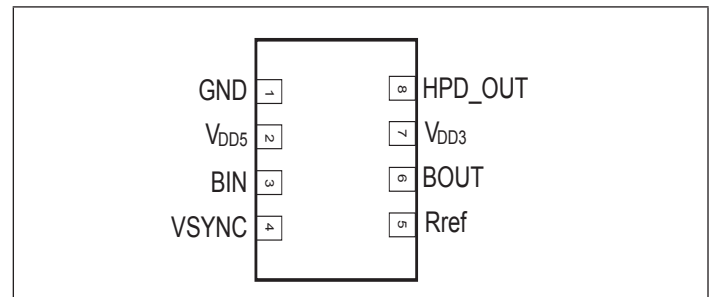 GND 1 8 HPD_OUT
VDD5 2 7 VDD3
BIN 3 6 BOUT
VSYNC 4 5 Rref